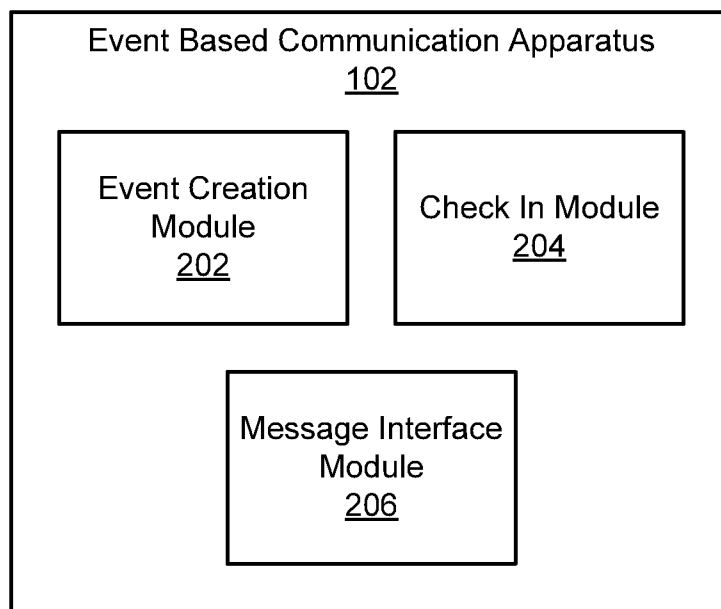 Event Based Communication Apparatus
102
Event Creation
Module
202
Check In Module
204
Message Interface
Module
206